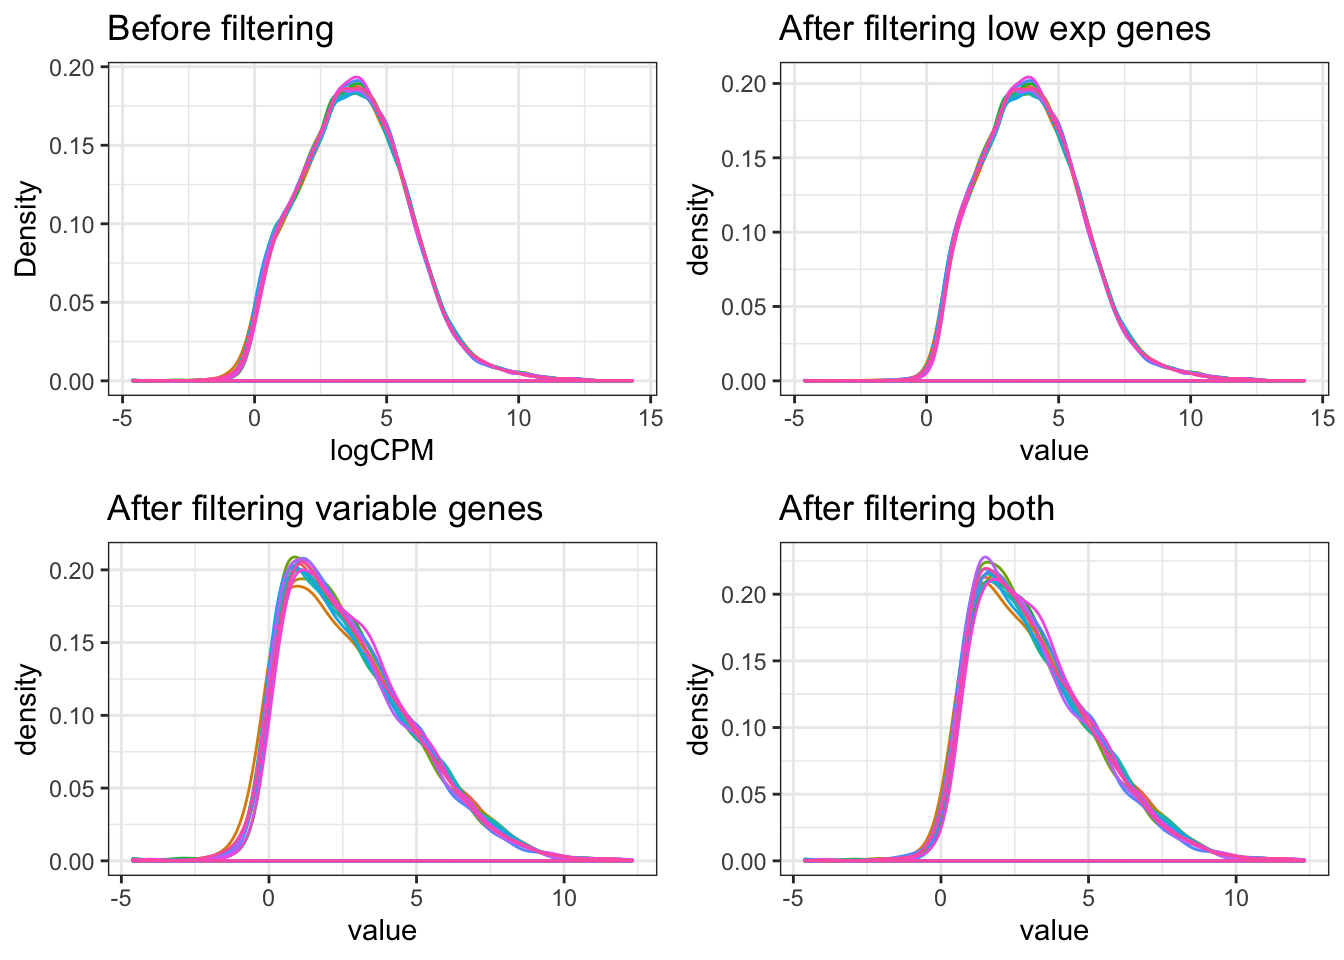 Before filtering
After filtering low exp genes
0.20
0.15
0.10
0.05
0.00
Density
-5 0 5 10 15
logCPM
0.20
0.15
0.10
0.05
0.00
density
-5 0 5 10 15
value
After filtering variable genes
After filtering both
0.20
0.15
0.10
0.05
0.00
density
-5 0 5 10
value
0.20
0.15
0.10
0.05
0.00
density
-5 0 5 10
value